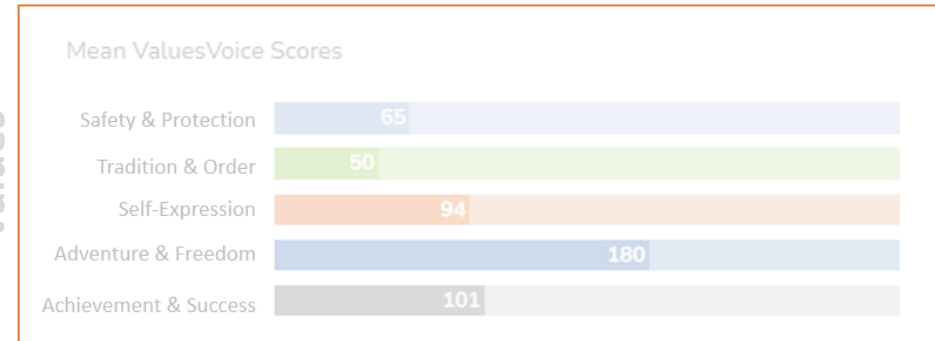 Mean ValuesVoice Scores
Safety & Protection 65
Tradition & Order 50
Self-Expression 94
Adventure & Freedom 180
Achievement & Success 101